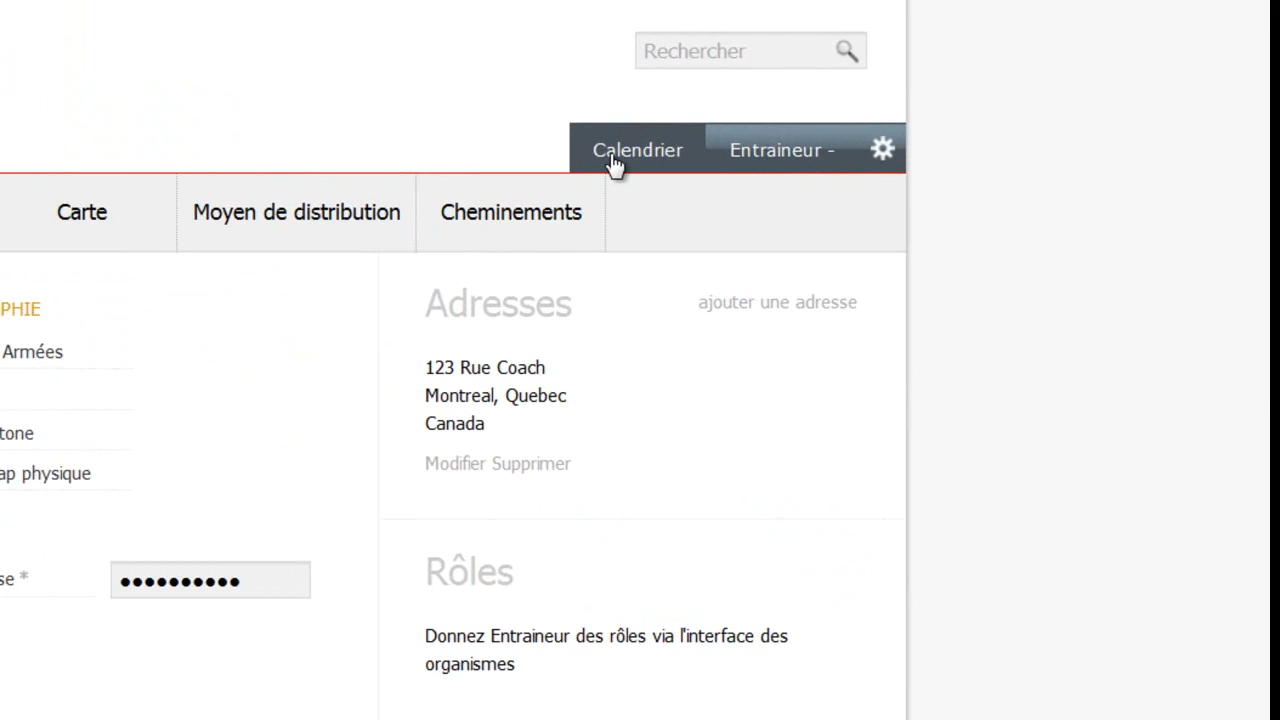 Rechercher
Calendrier Entraineur -
Carte Moyen de distribution Cheminements
PHIE
Armées
tone
ap physique
se *
Adresses ajouter une adresse
123 Rue Coach
Montreal, Quebec
Canada
Modifier Supprimer
Rôles
Donnez Entraineur des rôles via l'interface des
organismes